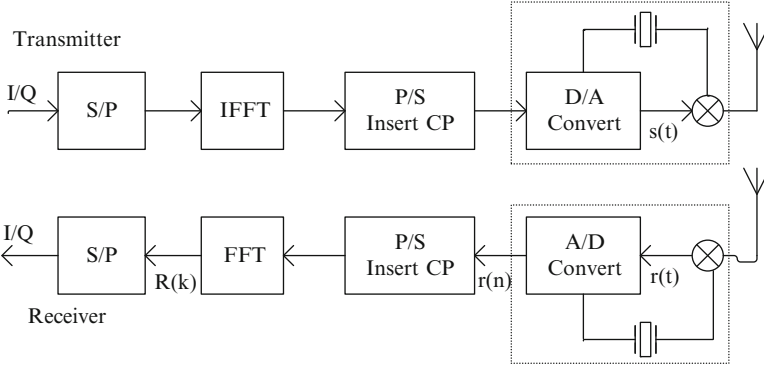 Transmitter
I/Q
S/P
IFFT
P/S
Insert CP
D/A
Convert
s(t)
I/Q
S/P
R(k)
FFT
P/S
Insert CP
r(n)
A/D
Convert
r(t)
Receiver